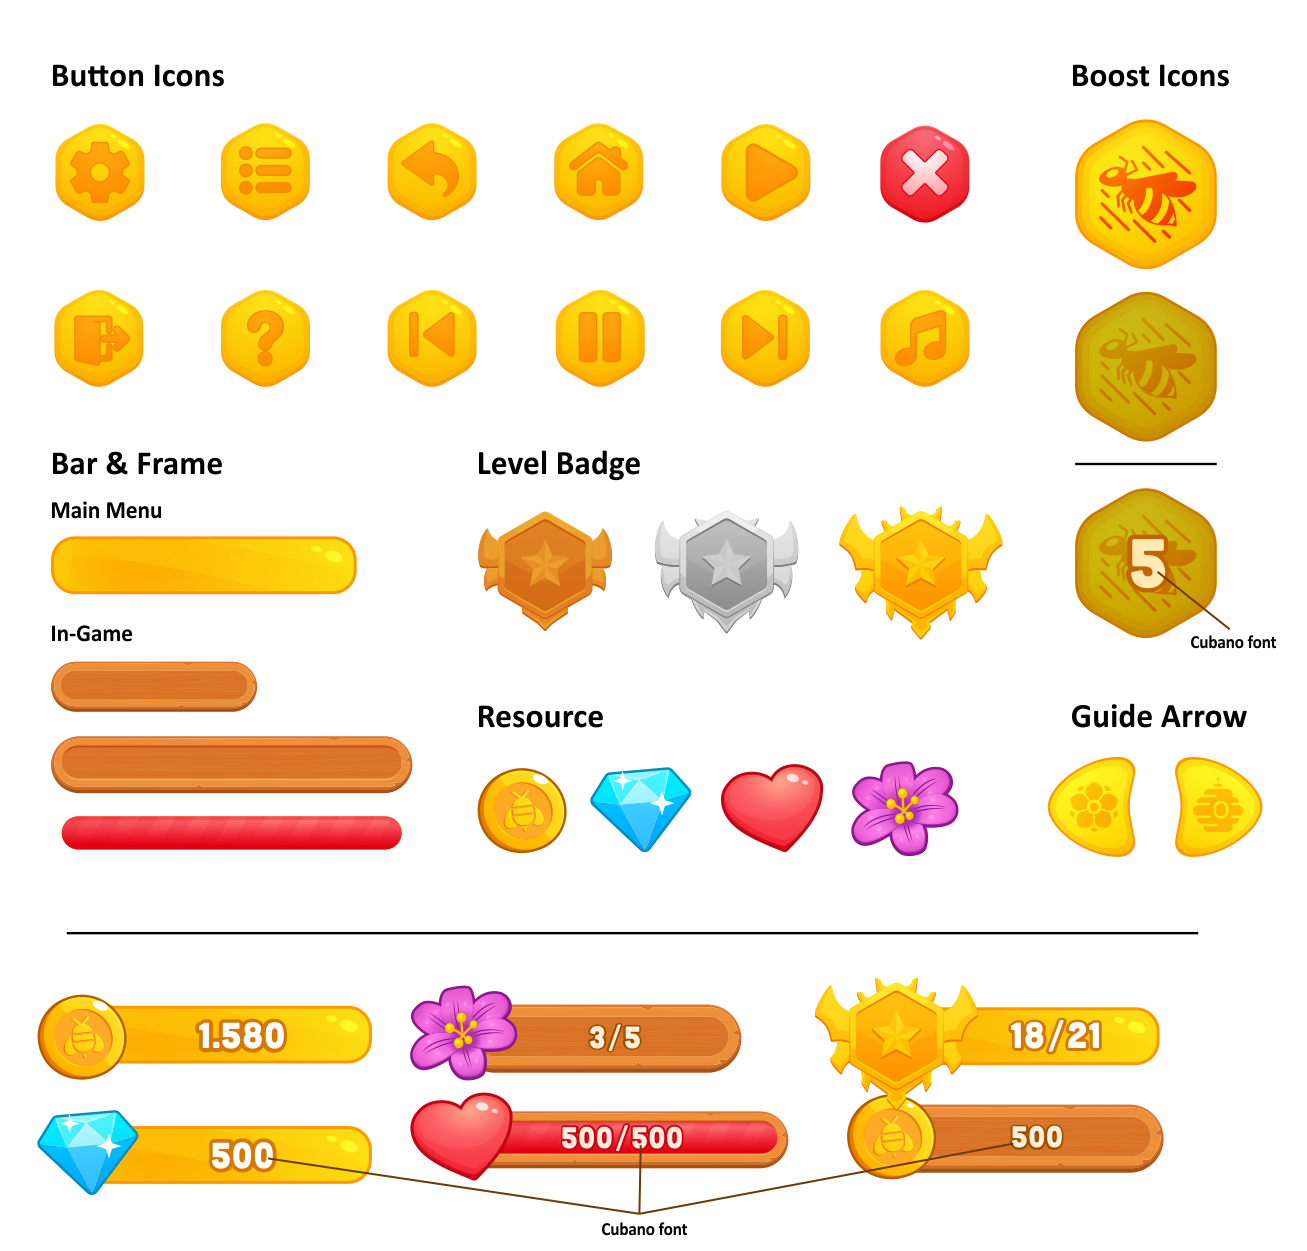 Button Icons
Boost Icons
Bar & Frame
Level Badge
Main Menu
5
In-Game
Cubano font
Resource
Guide Arrow
1.580
3/5
18/21
500
500/500
500
Cubano font